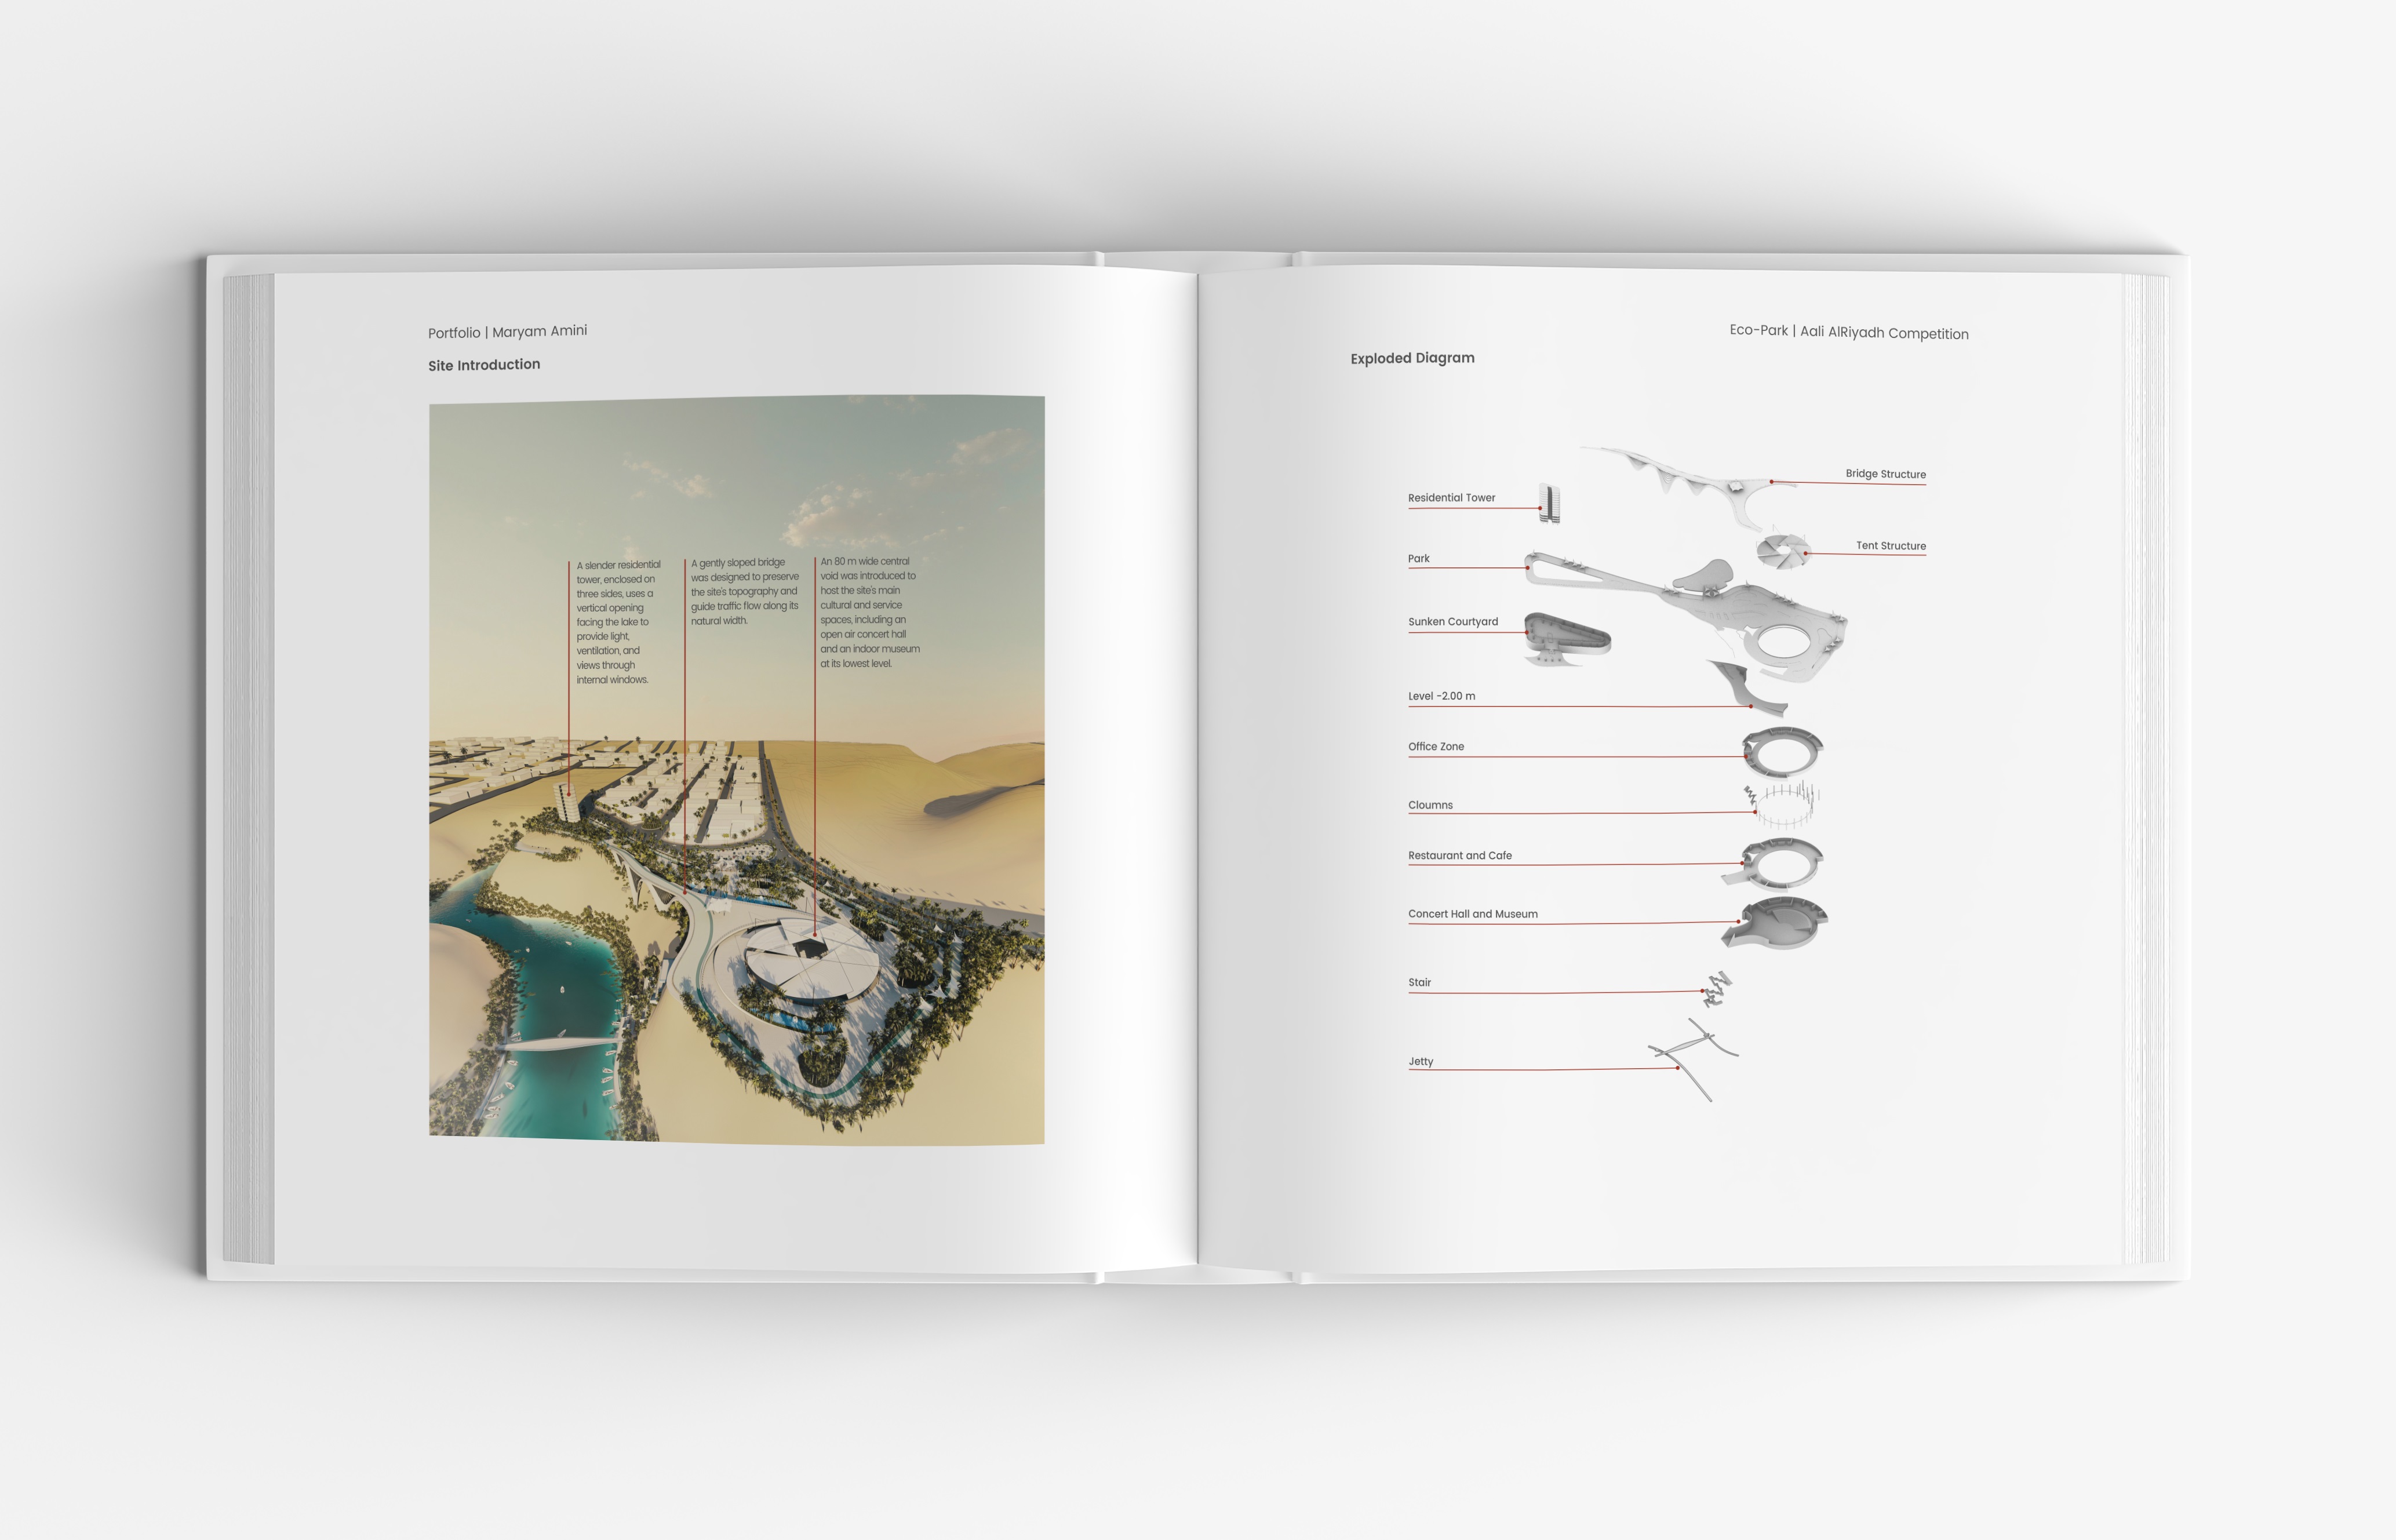 Portfolio | Maryam Amini
Site Introduction
A slender residential
tower, enclosed on
three sides, uses a
vertical opening
facing the lake to
provide light,
ventilation, and
views through
internal windows.
A gently sloped bridge
was designed to preserve
the site's topography and
guide traffic flow along its
natural width.
An 80 m wide central
void was introduced to
host the site's main
cultural and service
spaces, including an
open air concert hall
and an indoor museum
at its lowest level.
Eco-Park | Aali AlRiyadh Competition
Exploded Diagram
Bridge Structure
Residential Tower
Tent Structure
Park
Sunken Courtyard
Level -2.00 m
Office Zone
Cloumns
Restaurant and Cafe
Concert Hall and Museum
Stair
Jetty